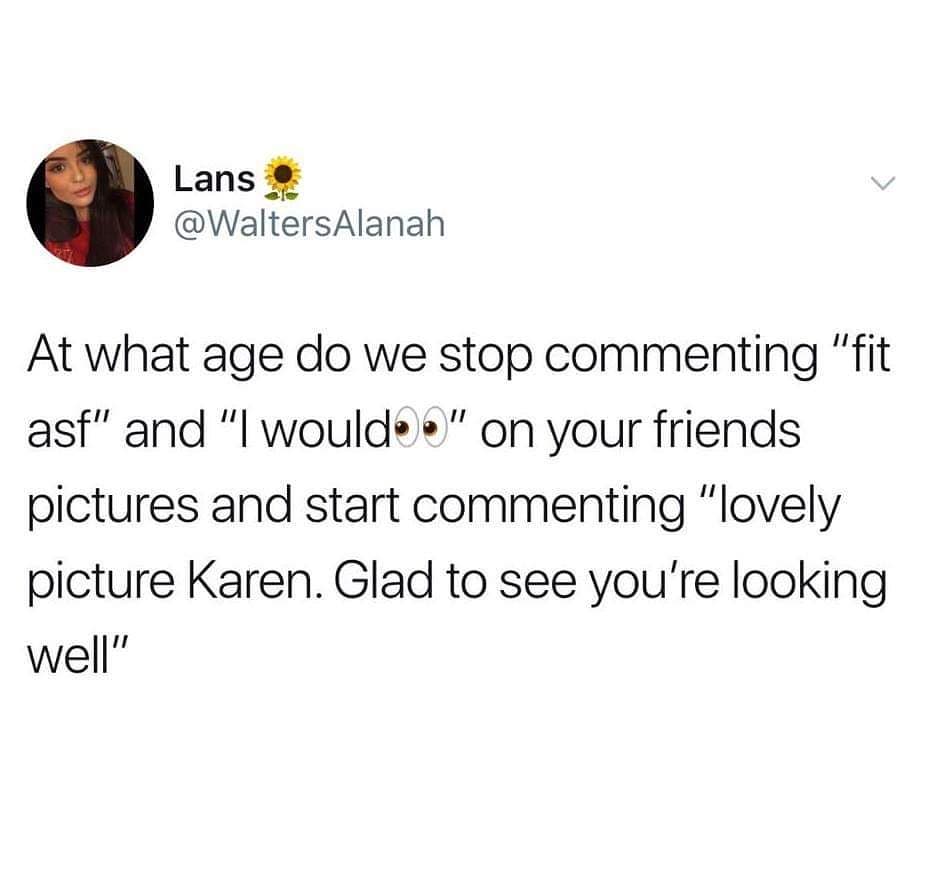 Lans🌻
@WaltersAlanah
At what age do we stop commenting "fit
asf" and "I would👀" on your friends
pictures and start commenting "lovely
picture Karen. Glad to see you're looking
well"